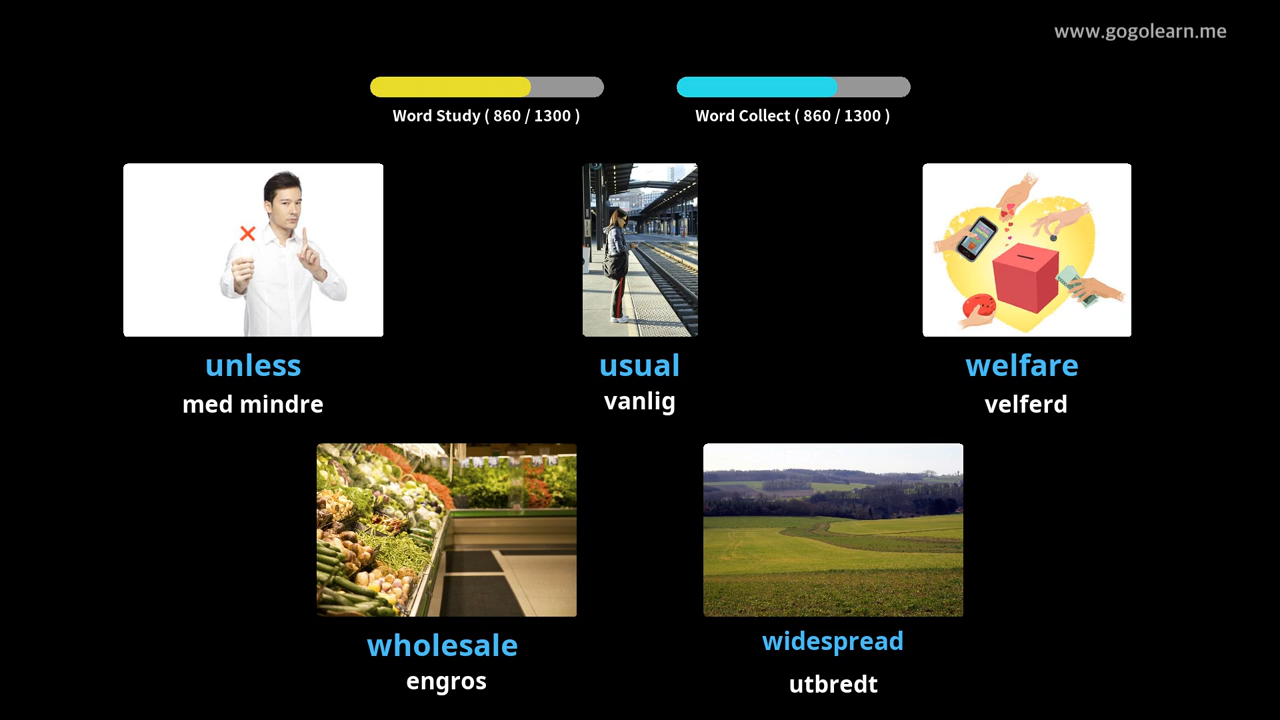 www.gogolearn.me
Word Study ( 860 / 1300 )
Word Collect ( 860 / 1300 )
unless
med mindre
usual
vanlig
welfare
velferd
wholesale
engros
widespread
utbredt